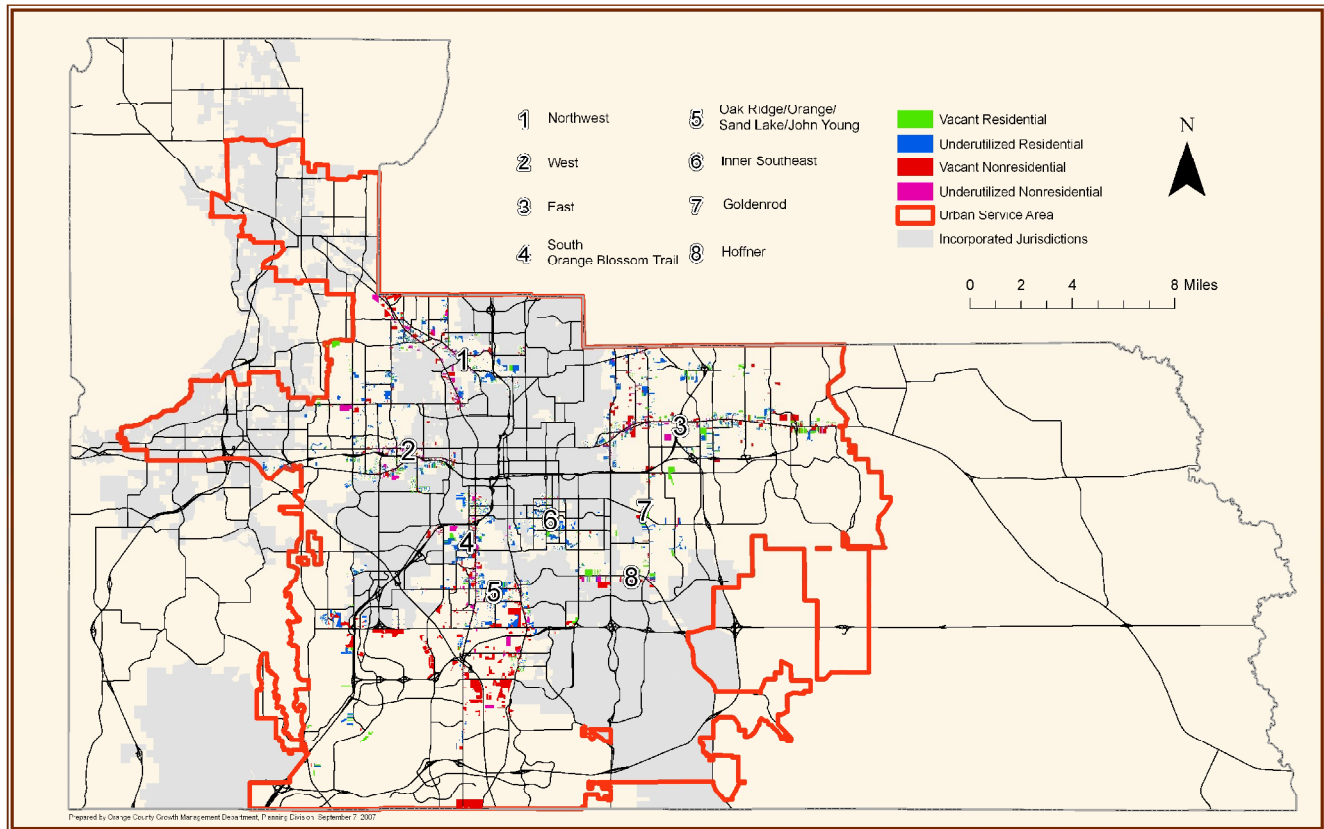 1 Northwest
2 West
3 East
4 South
Orange Blossom Trail
5 Oak Ridge/Orange/
Sand Lake/John Young
6 Inner Southeast
7 Goldenrod
8 Hoffner
Vacant Residential
Underutilized Residential
Vacant Nonresidential
Underutilized Nonresidential
Urban Service Area
Incorporated Jurisdictions
N
0 2 4 8 Miles
1
3
2
7
6
4
8
5
Prepared by Orange County Growth Management Department, Planning Division September 7, 2007